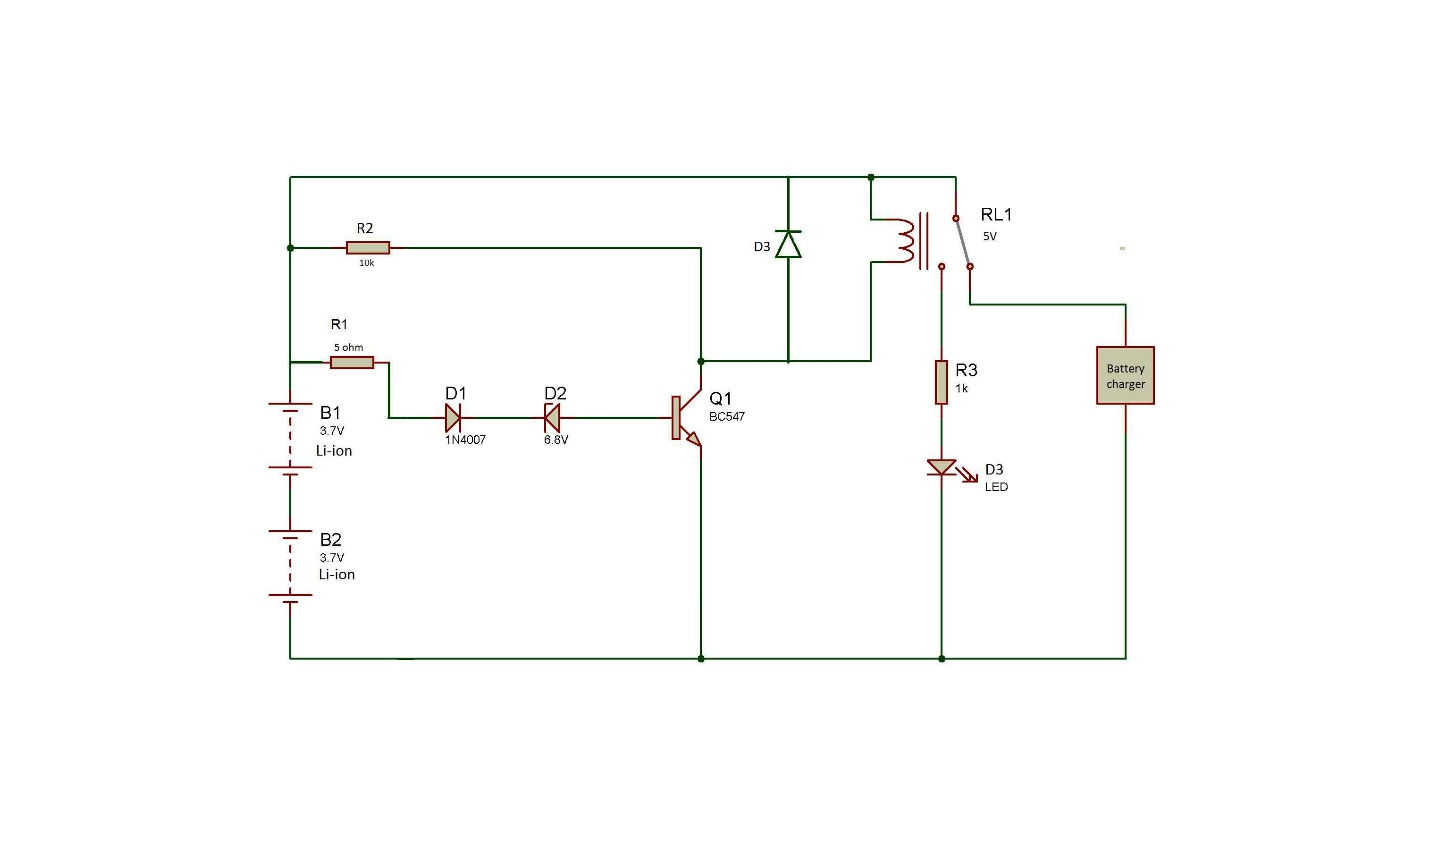 R2
10k
R1
5 ohm
B1
3.7V
Li-ion
B2
3.7V
Li-ion
D1
1N4007
D2
6.8V
Q1
BC547
D3
RL1
5V
R3
1k
D3
LED
Battery
charger